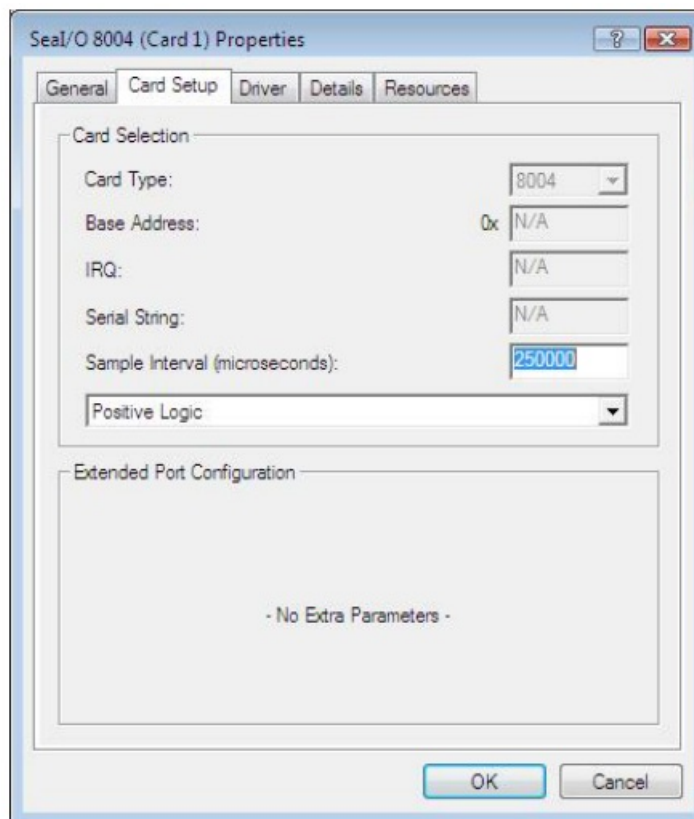 SeaI/O 8004 (Card 1) Properties
General Card Setup Driver Details Resources
Card Selection
Card Type: 8004
Base Address: 0x N/A
IRQ: N/A
Serial String: N/A
Sample Interval (microseconds): 250000
Positive Logic
Extended Port Configuration
- No Extra Parameters -
OK Cancel